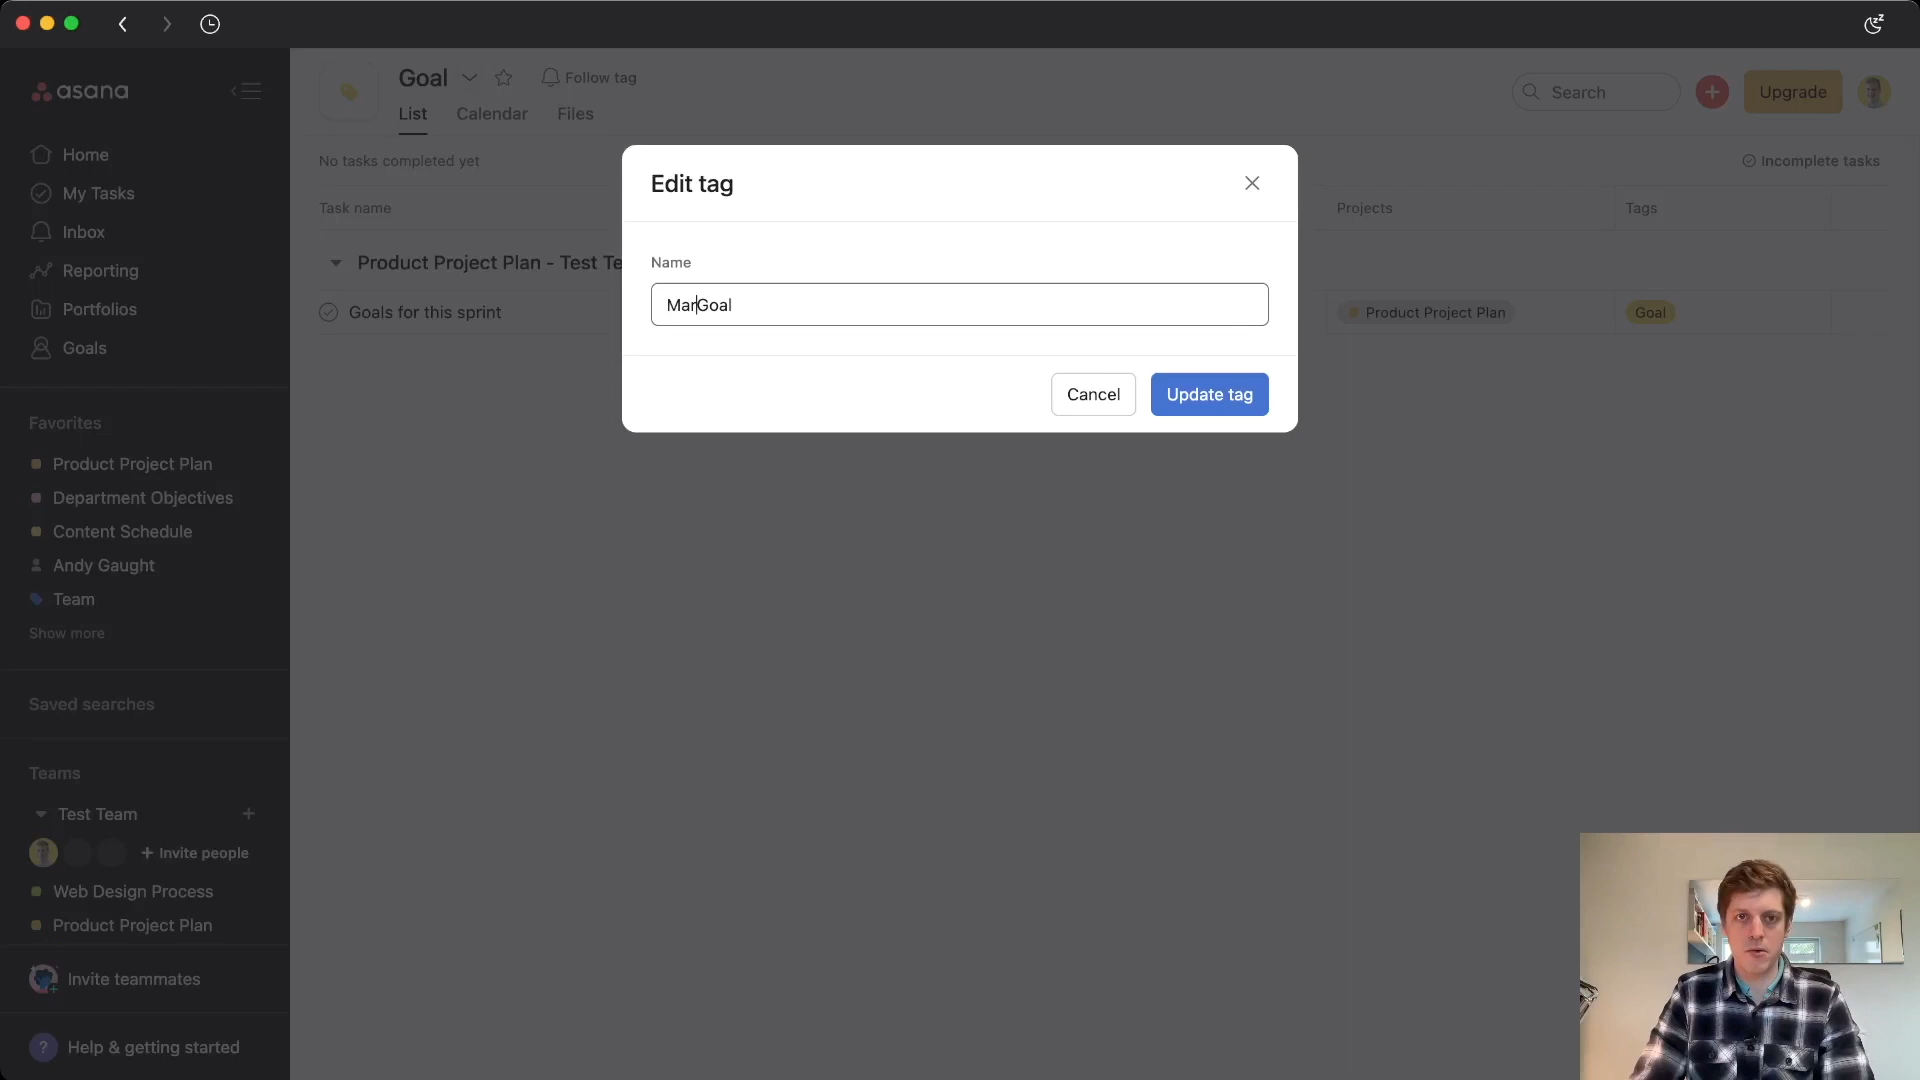 asana
Home
My Tasks
Inbox
Reporting
Portfolios
Goals
Favorites
Product Project Plan
Department Objectives
Content Schedule
Andy Gaught
Team
Show more
Saved searches
Teams
Test Team
+ Invite people
Web Design Process
Product Project Plan
Invite teammates
? Help & getting started
Goal
Follow tag
Search
Upgrade
List Calendar Files
No tasks completed yet
Incomplete tasks
Task name
Projects
Tags
Product Project Plan - Test Te
Goals for this sprint
Product Project Plan
Goal
Edit tag
Name
MarGoal
Cancel
Update tag